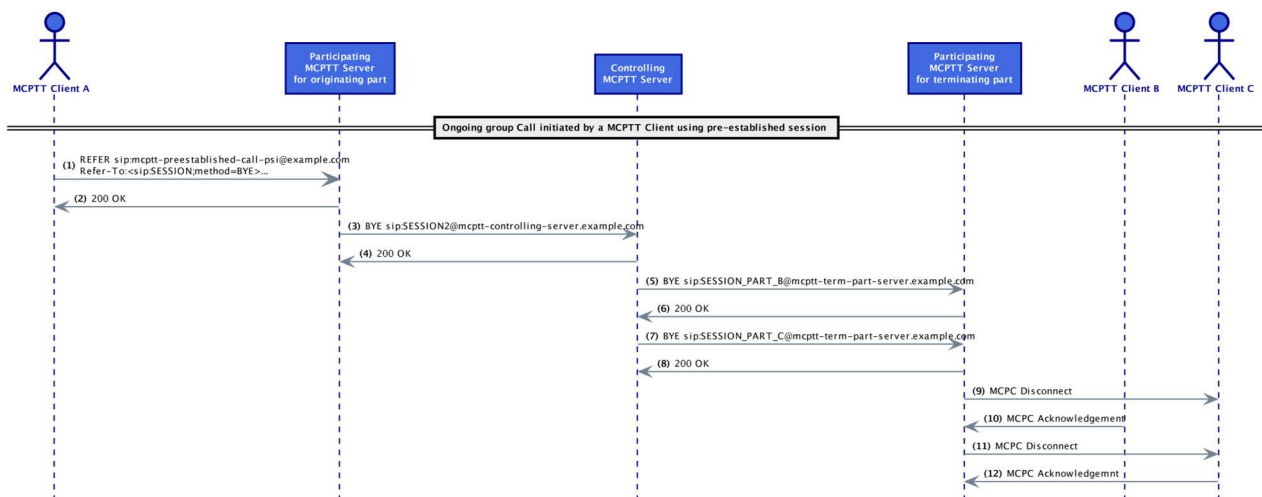 MCPTT Client A
Participating
MCPTT Server
for originating part
Controlling
MCPTT Server
Participating
MCPTT Server
for terminating part
MCPTT Client B
MCPTT Client C
Ongoing group Call initiated by a MCPTT Client using pre-established session
(1) REFER sip:mcptt-preestablished-call-psi@example.com
Refer-To:<sip:SESSION;method=BYE>...
(2) 200 OK
(3) BYE sip:SESSION2@mcptt-controlling-server.example.com
(4) 200 OK
(5) BYE sip:SESSION_PART_B@mcptt-term-part-server.example.com
(6) 200 OK
(7) BYE sip:SESSION_PART_C@mcptt-term-part-server.example.com
(8) 200 OK
(9) MCPC Disconnect
(10) MCPC Acknowledgement
(11) MCPC Disconnect
(12) MCPC Acknowledgemnt